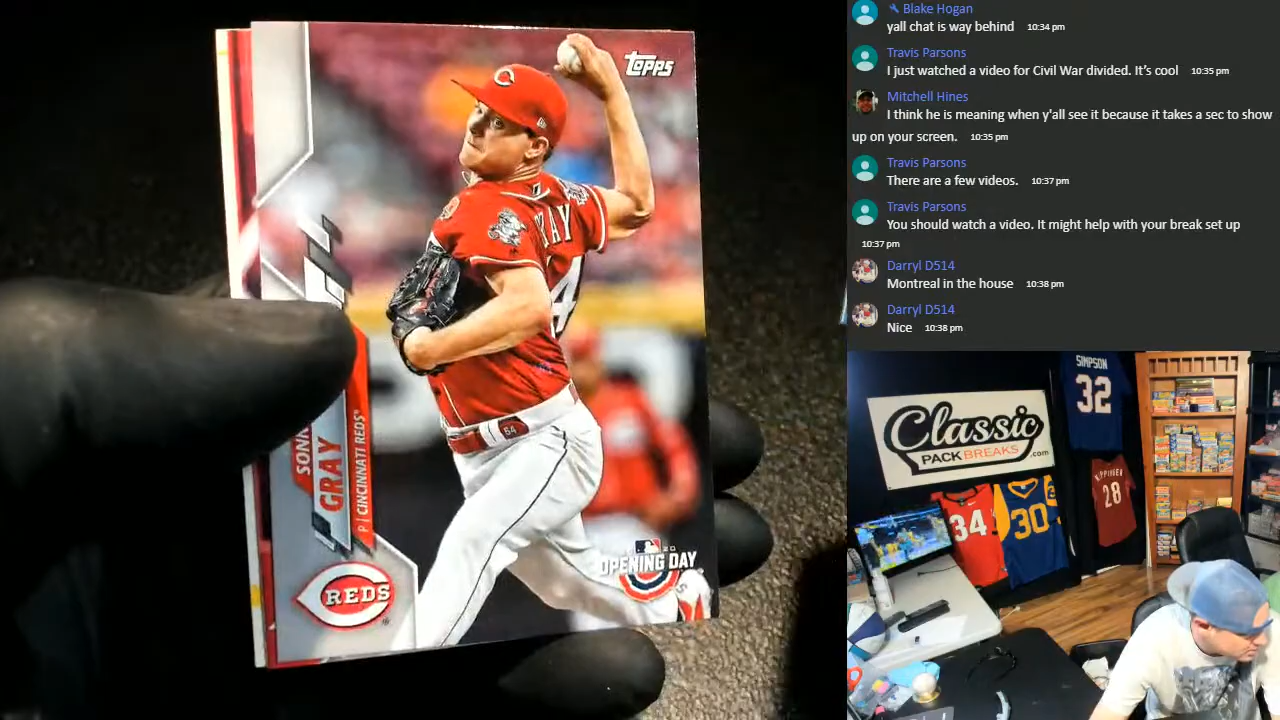 TOPPS
C
GRAY
54
SONN
GRAY
P | CINCINNATI REDS®
REDS
OPENING DAY
Blake Hogan
yall chat is way behind 10:34 pm
Travis Parsons
I just watched a video for Civil War divided. It's cool 10:35 pm
Mitchell Hines
I think he is meaning when y'all see it because it takes a sec to show
up on your screen. 10:35 pm
Travis Parsons
There are a few videos. 10:37 pm
Travis Parsons
You should watch a video. It might help with your break set up
10:37 pm
Darryl D514
Montreal in the house 10:38 pm
Darryl D514
Nice 10:38 pm
SIMPSON
32
Classic
PACK BREAKS.com
34
30
28